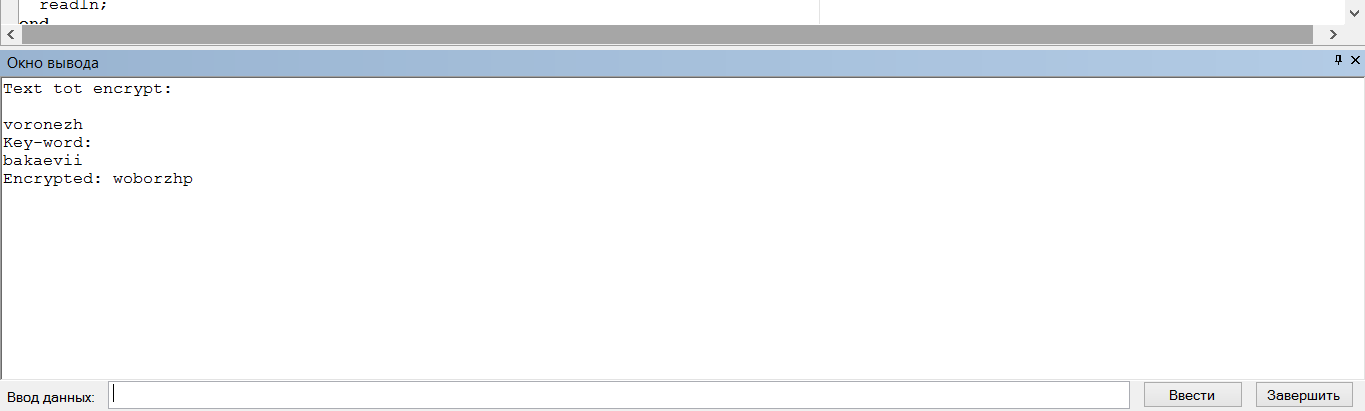 readln;
end
Окно вывода
Text tot encrypt:
voronezh
Key-word:
bakaevii
Encrypted: woborzhp
Ввод данных:
Ввести
Завершить